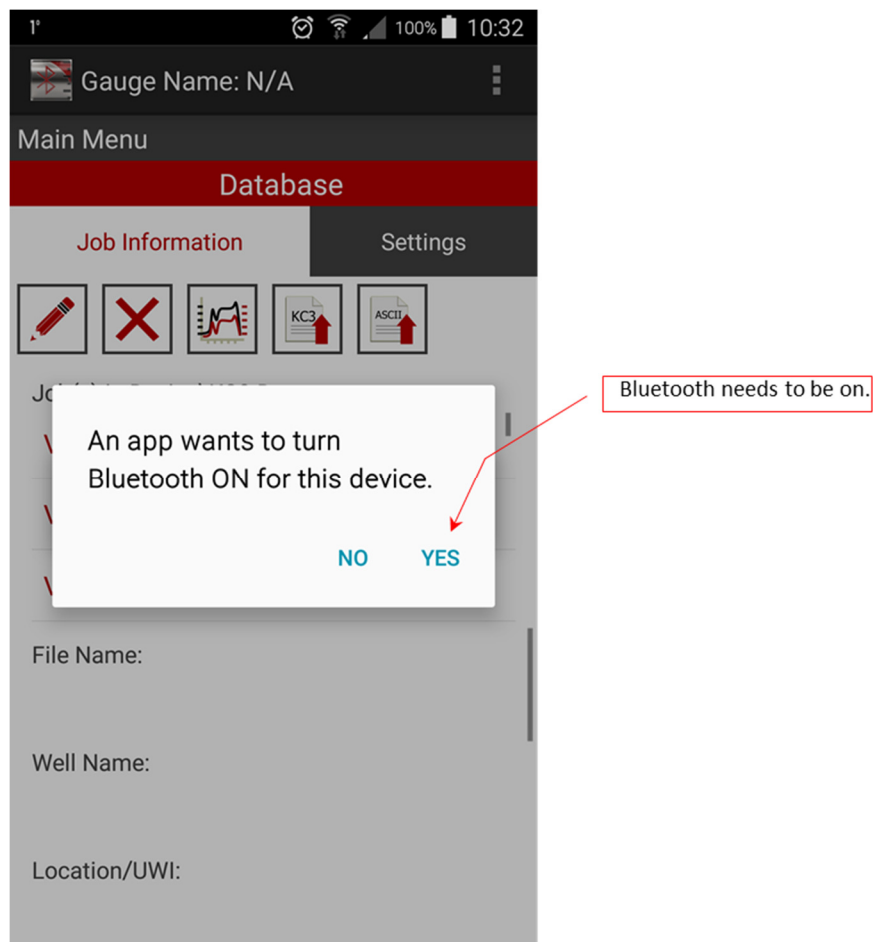 1°
100% 10:32
Gauge Name: N/A
Main Menu
Database
Job Information
Settings
KC3
ASCII
Bluetooth needs to be on.
An app wants to turn
Bluetooth ON for this device.
NO
YES
File Name:
Well Name:
Location/UWI: